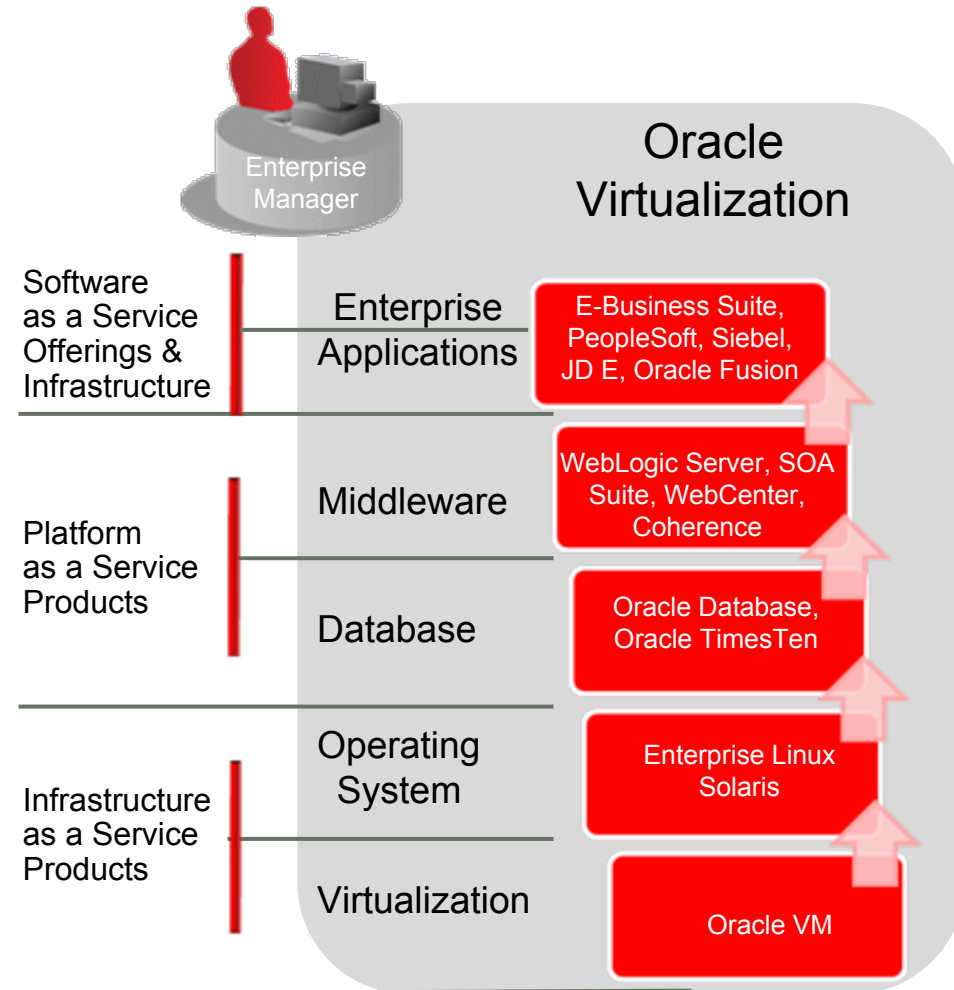 Enterprise
Manager
Oracle
Virtualization
Software
as a Service
Offerings &
Infrastructure
Enterprise
Applications
E-Business Suite,
PeopleSoft, Siebel,
JD E, Oracle Fusion
Platform
as a Service
Products
Middleware
WebLogic Server, SOA
Suite, WebCenter,
Coherence
Database
Oracle Database,
Oracle TimesTen
Infrastructure
as a Service
Products
Operating
System
Enterprise Linux
Solaris
Virtualization
Oracle VM